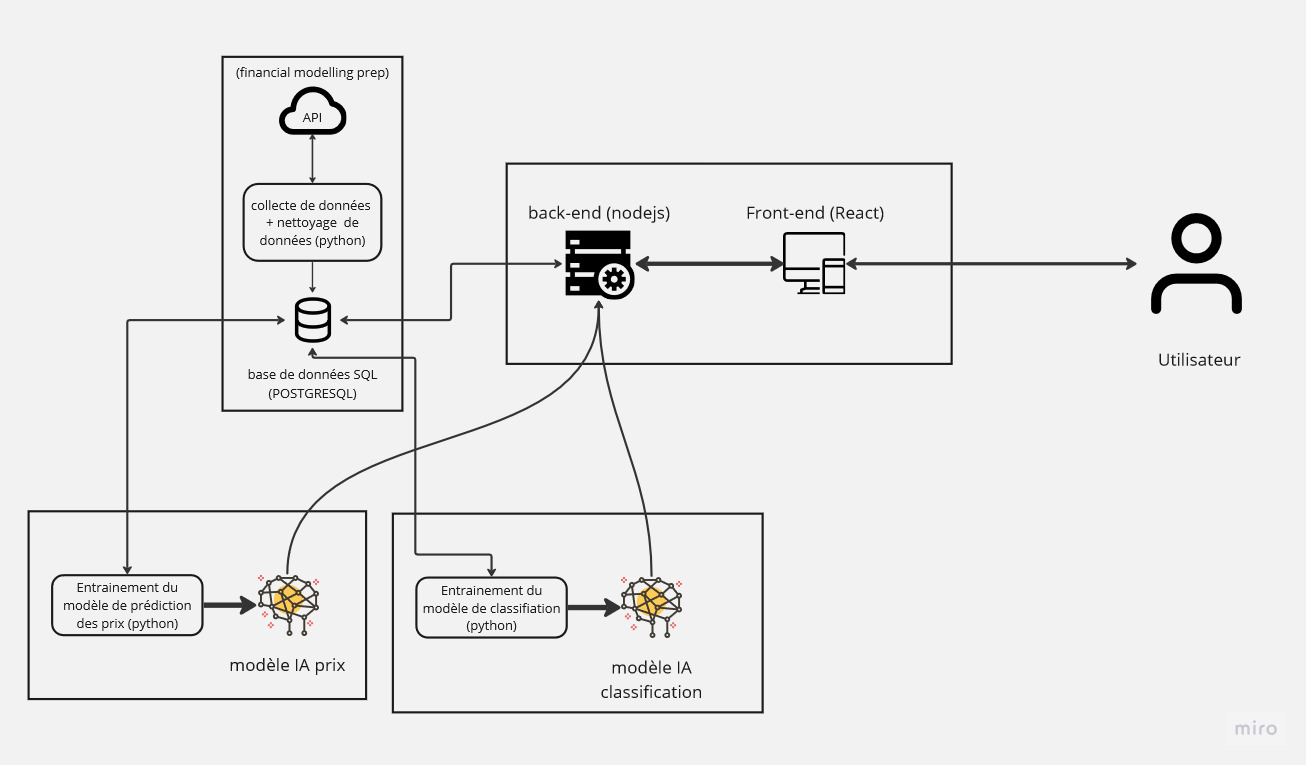 (financial modelling prep)
API
collecte de données
+ nettoyage de
données (python)
base de données SQL
(POSTGRESQL)
back-end (nodejs)
Front-end (React)
Utilisateur
Entrainement du
modèle de prédiction
des prix (python)
modèle IA prix
Entrainement du
modèle de classifiation
(python)
modèle IA
classification
miro